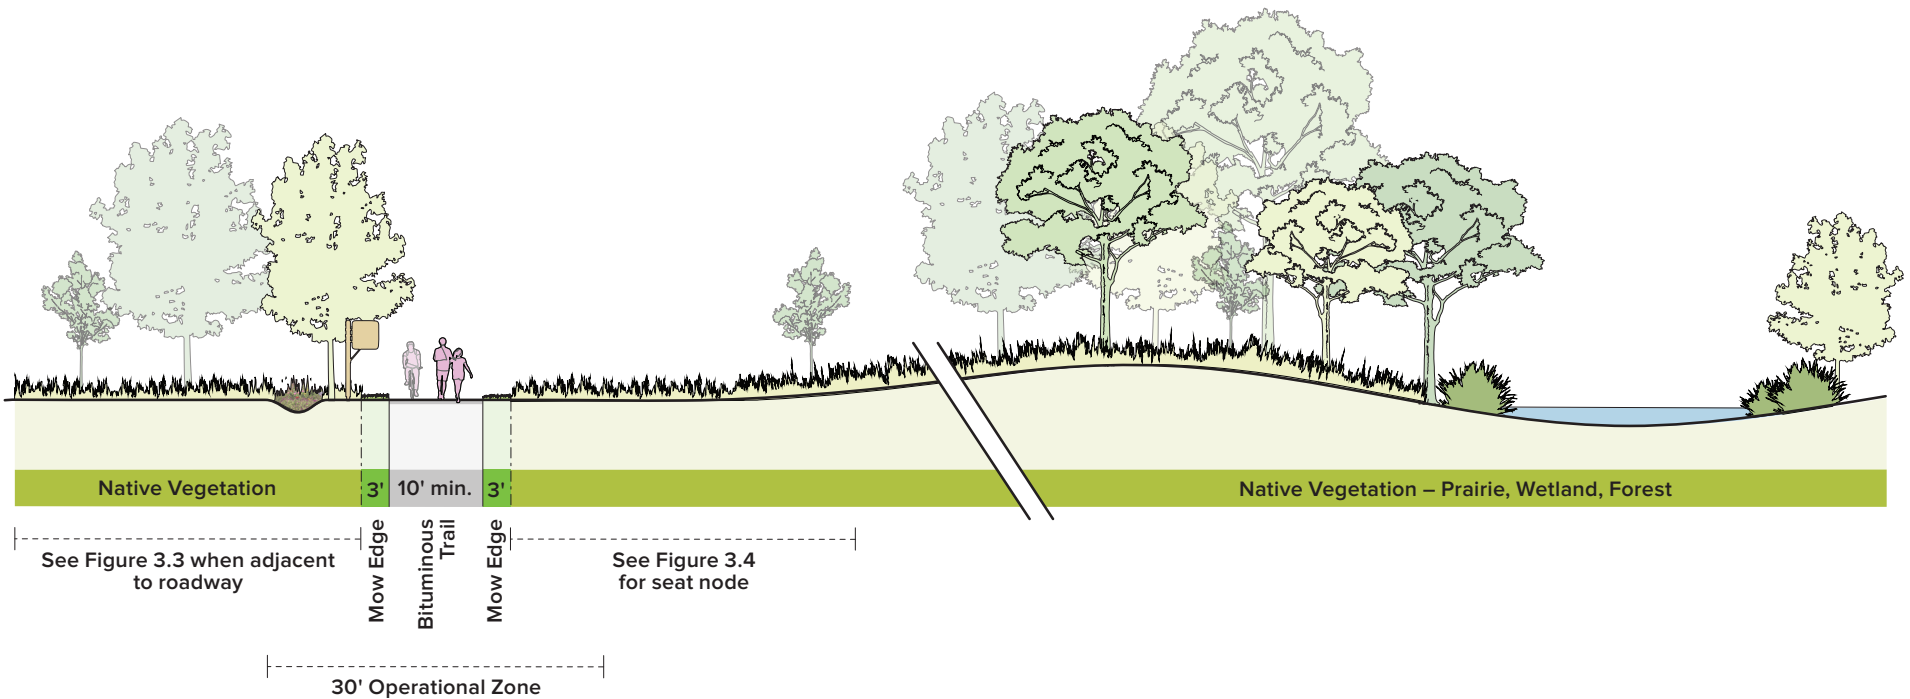 Native Vegetation
3'
10' min.
3'
Native Vegetation – Prairie, Wetland, Forest
See Figure 3.3 when adjacent
to roadway
Mow Edge
Bituminous
Trail
Mow Edge
See Figure 3.4
for seat node
30' Operational Zone